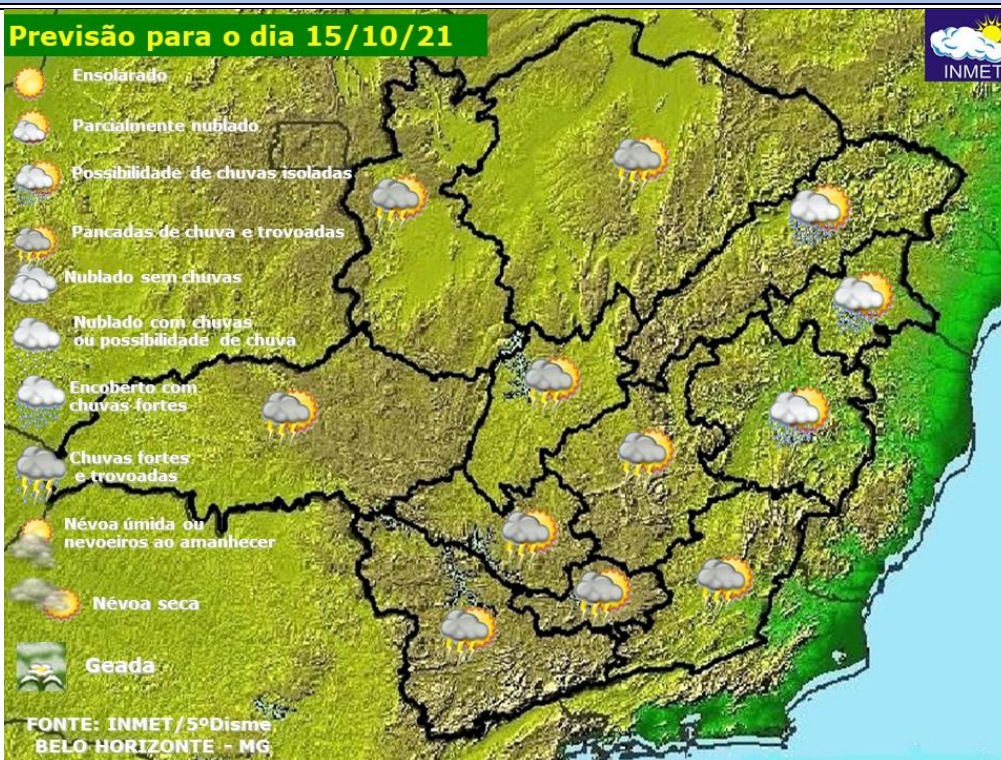 Previsão para o dia 15/10/21
INMET
Ensolarado
Parcialmente nublado
Possibilidade de chuvas isoladas
Pancadas de chuva e trovoadas
Nublado sem chuvas
Nublado com chuvas
ou possibilidade de chuva
Encoberto com
chuvas fortes
Chuvas fortes
e trovoadas
Névoa úmida ou
nevoeiros ao amanhecer
Névoa seca
Geada
FONTE: INMET/5ºDisme
BELO HORIZONTE - MG